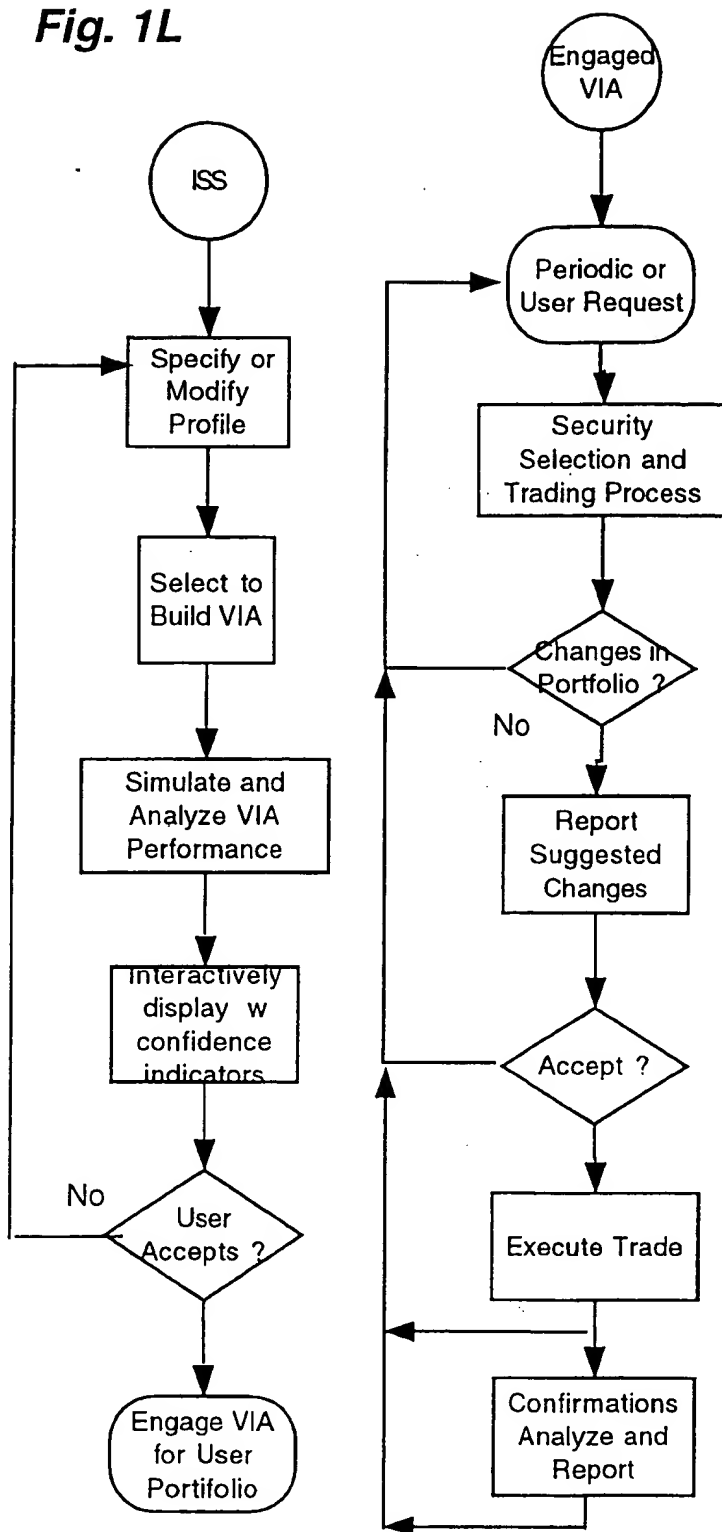 Fig. 1L
ISS
Specify or
Modify
Profile
Select to
Build VIA
Simulate and
Analyze VIA
Performance
Interactively
display w
confidence
indicators
No
User
Accepts ?
Engage VIA
for User
Portifolio
Engaged
VIA
Periodic or
User Request
Security
Selection and
Trading Process
Changes in
Portfolio ?
No
Report
Suggested
Changes
Accept ?
Execute Trade
Confirmations
Analyze and
Report